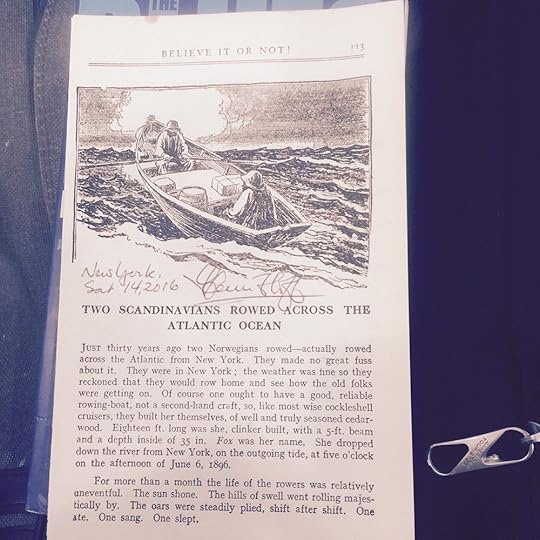 THE
BELIEVE IT OR NOT! 213
New York,
Sat 14, 2016
TWO SCANDINAVIANS ROWED ACROSS THE
ATLANTIC OCEAN
Just thirty years ago two Norwegians rowed—actually rowed
across the Atlantic from New York. They made no great fuss
about it. They were in New York; the weather was fine so they
reckoned that they would row home and see how the old folks
were getting on. Of course one ought to have a good, reliable
rowing-boat, not a second-hand craft, so, like most wise cockleshell
cruisers, they built her themselves, of well and truly seasoned cedar-
wood. Eighteen ft. long was she, clinker built, with a 5-ft. beam
and a depth inside of 35 in. Fox was her name. She dropped
down the river from New York, on the outgoing tide, at five o'clock
on the afternoon of June 6, 1896.
For more than a month the life of the rowers was relatively
uneventful. The sun shone. The hills of swell went rolling majes-
tically by. The oars were steadily plied, shift after shift. One
ate. One sang. One slept.